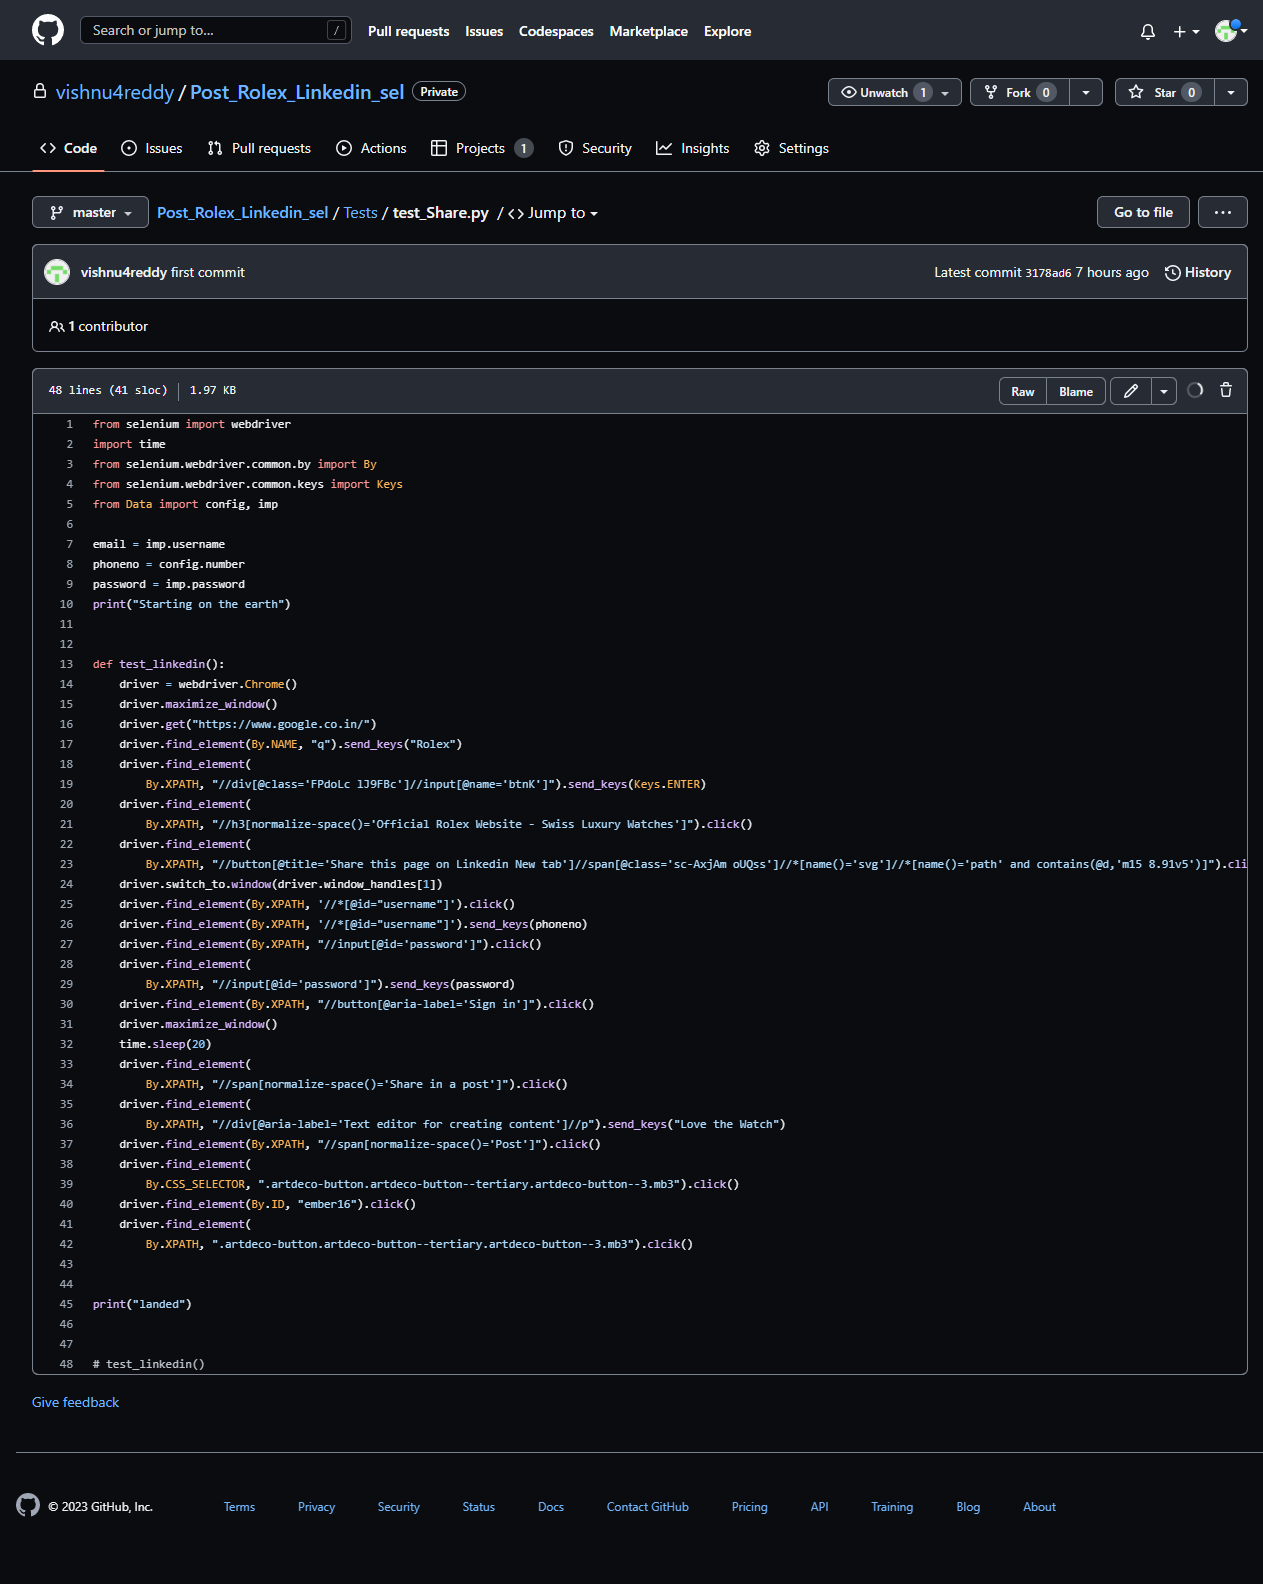 Search or jump to... /
Pull requests Issues Codespaces Marketplace Explore
vishnu4reddy / Post_Rolex_Linkedin_sel Private
Unwatch 1 Fork 0 Star 0
Code Issues Pull requests Actions Projects 1 Security Insights Settings
master Post_Rolex_Linkedin_sel / Tests / test_Share.py / <> Jump to
Go to file ...
vishnu4reddy first commit
Latest commit 3178ad6 7 hours ago History
1 contributor
48 lines (41 sloc) 1.97 KB
Raw Blame
1 from selenium import webdriver
2 import time
3 from selenium.webdriver.common.by import By
4 from selenium.webdriver.common.keys import Keys
5 from Data import config, imp
6
7 email = imp.username
8 phoneno = config.number
9 password = imp.password
10 print("Starting on the earth")
11
12
13 def test_linkedin():
14 driver = webdriver.Chrome()
15 driver.maximize_window()
16 driver.get("https://www.google.co.in/")
17 driver.find_element(By.NAME, "q").send_keys("Rolex")
18 driver.find_element(
19 By.XPATH, "//div[@class='FPdoLc lJ9FBc']//input[@name='btnK']").send_keys(Keys.ENTER)
20 driver.find_element(
21 By.XPATH, "//h3[normalize-space()='Official Rolex Website - Swiss Luxury Watches']").click()
22 driver.find_element(
23 By.XPATH, "//button[@title='Share this page on Linkedin New tab']//span[@class='sc-AxjAm oUQss']//*[name()='svg']//*[name()='path' and contains(@d,'m15 8.91v5')]").cli
24 driver.switch_to.window(driver.window_handles[1])
25 driver.find_element(By.XPATH, '//*[@id="username"]').click()
26 driver.find_element(By.XPATH, '//*[@id="username"]').send_keys(phoneno)
27 driver.find_element(By.XPATH, "//input[@id='password']").click()
28 driver.find_element(
29 By.XPATH, "//input[@id='password']").send_keys(password)
30 driver.find_element(By.XPATH, "//button[@aria-label='Sign in']").click()
31 driver.maximize_window()
32 time.sleep(20)
33 driver.find_element(
34 By.XPATH, "//span[normalize-space()='Share in a post']").click()
35 driver.find_element(
36 By.XPATH, "//div[@aria-label='Text editor for creating content']//p").send_keys("Love the Watch")
37 driver.find_element(By.XPATH, "//span[normalize-space()='Post']").click()
38 driver.find_element(
39 By.CSS_SELECTOR, ".artdeco-button.artdeco-button--tertiary.artdeco-button--3.mb3").click()
40 driver.find_element(By.ID, "ember16").click()
41 driver.find_element(
42 By.XPATH, ".artdeco-button.artdeco-button--tertiary.artdeco-button--3.mb3").clcik()
43
44
45 print("landed")
46
47
48 # test_linkedin()
Give feedback
© 2023 GitHub, Inc. Terms Privacy Security Status Docs Contact GitHub Pricing API Training Blog About